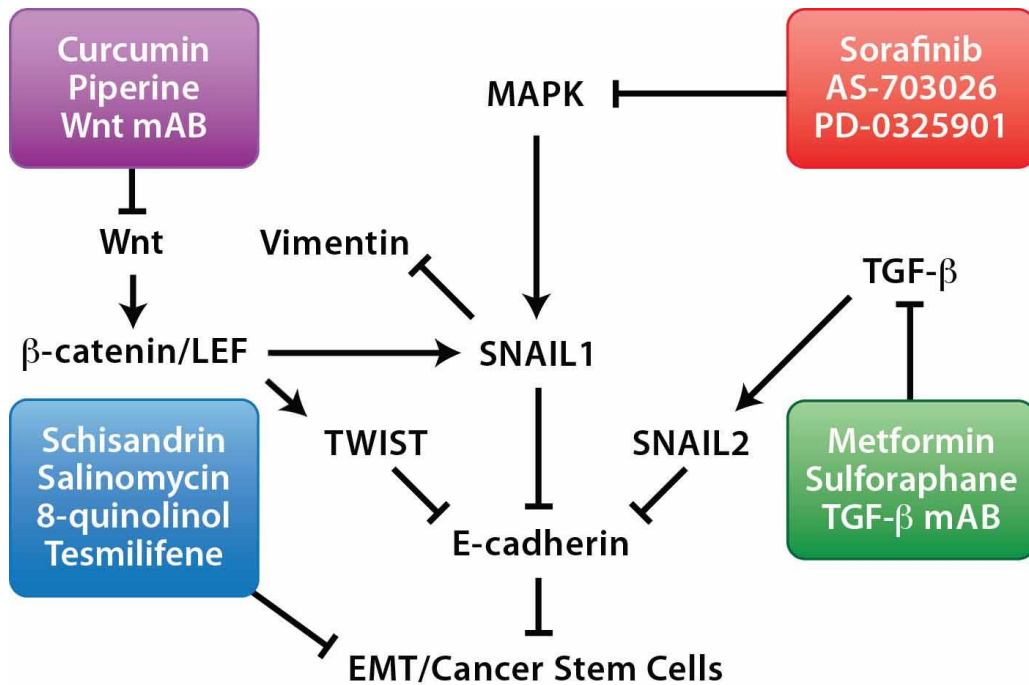 Curcumin
Piperine
Wnt mAB
MAPK
Sorafinib
AS-703026
PD-0325901
Wnt
Vimentin
TGF-β
β-catenin/LEF
SNAIL1
TWIST
SNAIL2
Schisandrin
Salinomycin
8-quinolinol
Tesmilifene
Metformin
Sulforaphane
TGF-β mAB
E-cadherin
EMT/Cancer Stem Cells